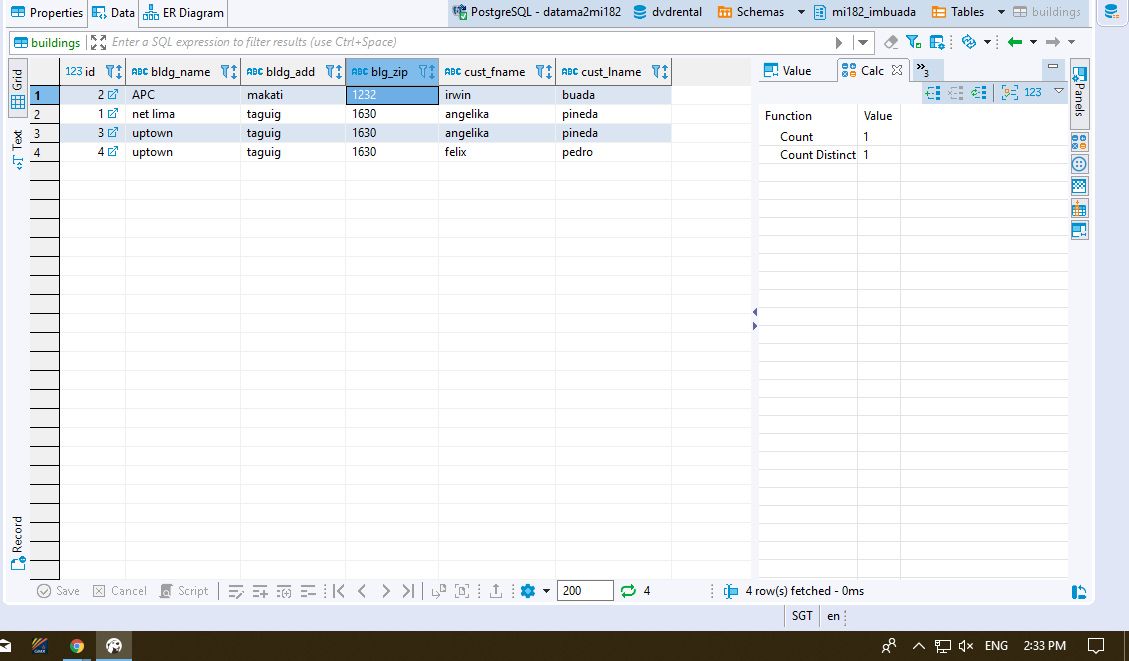 Properties Data ER Diagram PostgreSQL - datama2mi182 dvdrental Schemas mi182_imbuada Tables buildings
buildings Enter a SQL expression to filter results (use Ctrl+Space)
Grid
Text
Record
123 id ABC bldg_name ABC bldg_add ABC blg_zip ABC cust_fname ABC cust_lname
1 2 APC makati 1232 irwin buada
2 1 net lima taguig 1630 angelika pineda
3 3 uptown taguig 1630 angelika pineda
4 4 uptown taguig 1630 felix pedro
Value Calc »3
123
Function Value
Count 1
Count Distinct 1
Panels
Save Cancel Script 200 4 4 row(s) fetched - 0ms
SGT en
GMX ENG 2:33 PM